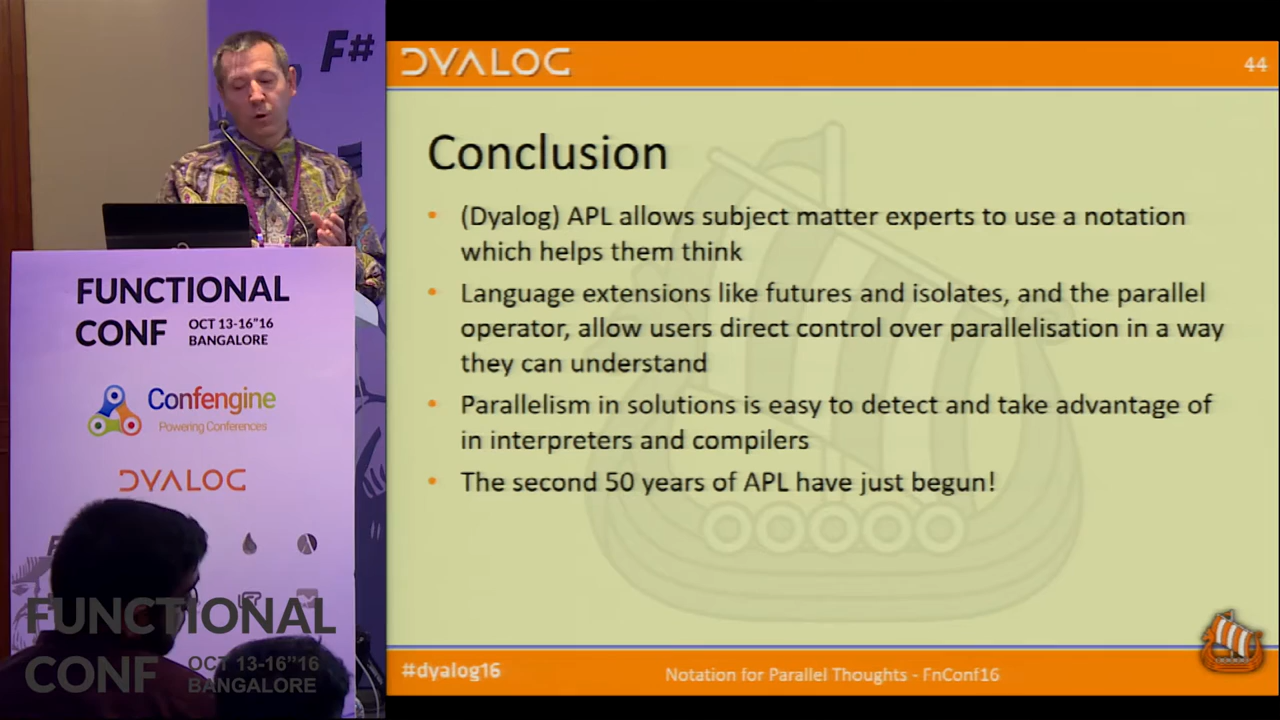 F#
FUNCTIONAL
CONF
OCT 13-16"16
BANGALORE
Confengine
Powering Conferences
DYALOG
FUNCTIONAL
CONF
OCT 13-16"16
BANGALORE
DYALOG
44
Conclusion
• (Dyalog) APL allows subject matter experts to use a notation
which helps them think
• Language extensions like futures and isolates, and the parallel
operator, allow users direct control over parallelisation in a way
they can understand
• Parallelism in solutions is easy to detect and take advantage of
in interpreters and compilers
• The second 50 years of APL have just begun!
#dyalog16
Notation for Parallel Thoughts - FnConf16